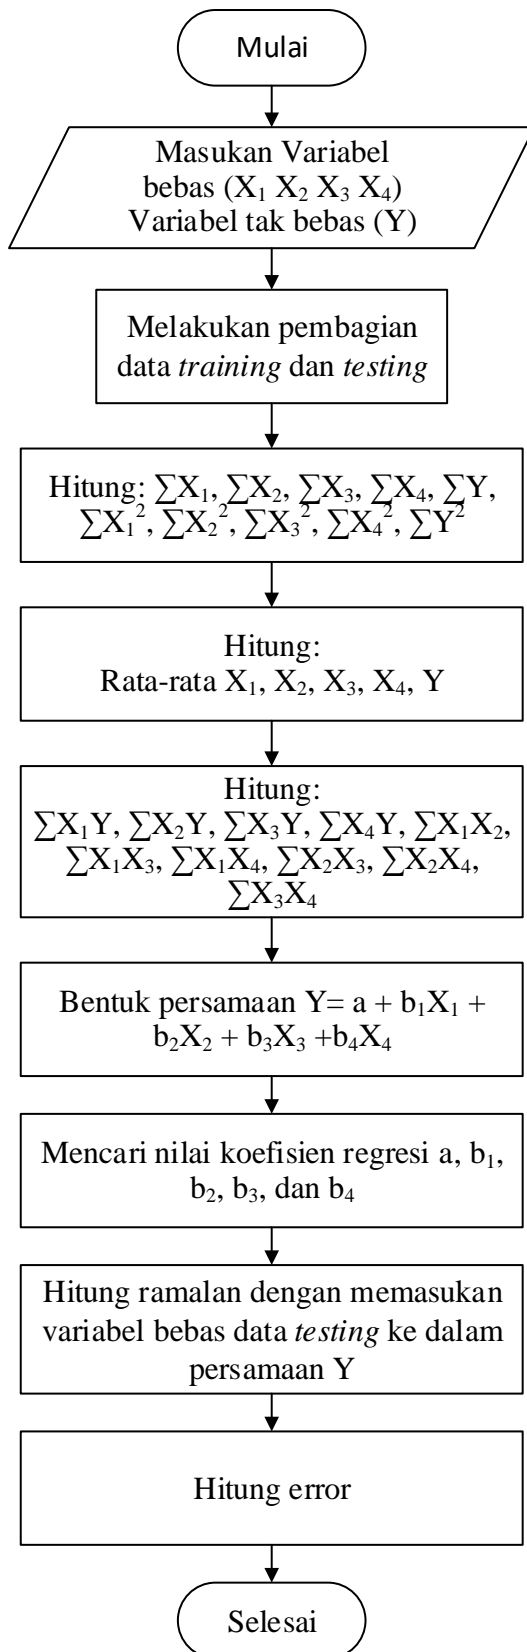 Mulai
Masukan Variabel
bebas (X₁ X₂ X₃ X₄)
Variabel tak bebas (Y)
Melakukan pembagian
data training dan testing
Hitung: ∑X₁, ∑X₂, ∑X₃, ∑X₄, ∑Y,
∑X₁², ∑X₂², ∑X₃², ∑X₄², ∑Y²
Hitung:
Rata-rata X₁, X₂, X₃, X₄, Y
Hitung:
∑X₁Y, ∑X₂Y, ∑X₃Y, ∑X₄Y, ∑X₁X₂,
∑X₁X₃, ∑X₁X₄, ∑X₂X₃, ∑X₂X₄,
∑X₃X₄
Bentuk persamaan Y= a + b₁X₁ +
b₂X₂ + b₃X₃ +b₄X₄
Mencari nilai koefisien regresi a, b₁,
b₂, b₃, dan b₄
Hitung ramalan dengan memasukan
variabel bebas data testing ke dalam
persamaan Y
Hitung error
Selesai